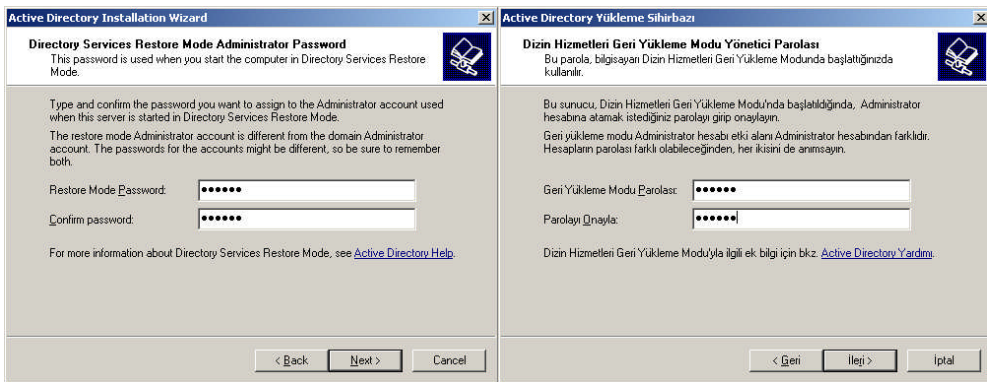 Active Directory Installation Wizard
Directory Services Restore Mode Administrator Password
This password is used when you start the computer in Directory Services Restore
Mode.
Type and confirm the password you want to assign to the Administrator account used
when this server is started in Directory Services Restore Mode.
The restore mode Administrator account is different from the domain Administrator
account. The passwords for the accounts might be different, so be sure to remember
both.
Restore Mode Password:
Confirm password:
For more information about Directory Services Restore Mode, see Active Directory Help.
< Back
Next >
Cancel
Active Directory Yükleme Sihirbazı
Dizin Hizmetleri Geri Yükleme Modu Yönetici Parolası
Bu parola, bilgisayarı Dizin Hizmetleri Geri Yükleme Modunda başlattığınızda
kullanılır.
Bu sunucu, Dizin Hizmetleri Geri Yükleme Modu'nda başlatıldığında, Administrator
hesabına atamak istediğiniz parolayı girip onaylayın.
Geri yükleme modu Administrator hesabı etki alanı Administrator hesabından farklıdır.
Hesapların parolası farklı olabileceğinden, her ikisini de anımsayın.
Geri Yükleme Modu Parolası:
Parolayı Onayla:
Dizin Hizmetleri Geri Yükleme Modu'yla ilgili ek bilgi için bkz. Active Directory Yardımı.
< Geri
İleri >
İptal